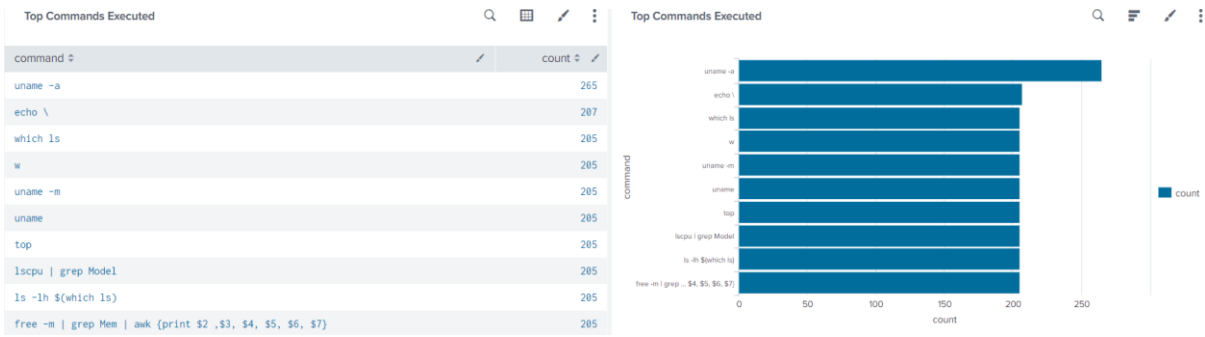 Top Commands Executed
command count
uname -a 265
echo \ 207
which ls 205
w 205
uname -m 205
uname 205
top 205
lscpu | grep Model 205
ls -lh $(which ls) 205
free -m | grep Mem | awk {print $2 ,$3, $4, $5, $6, $7} 205
Top Commands Executed
command
uname -a
echo \
which ls
w
uname -m
uname
top
lscpu | grep Model
ls -lh $(which ls)
free -m | grep ... $4, $5, $6, $7}
0 50 100 150 200 250
count
count